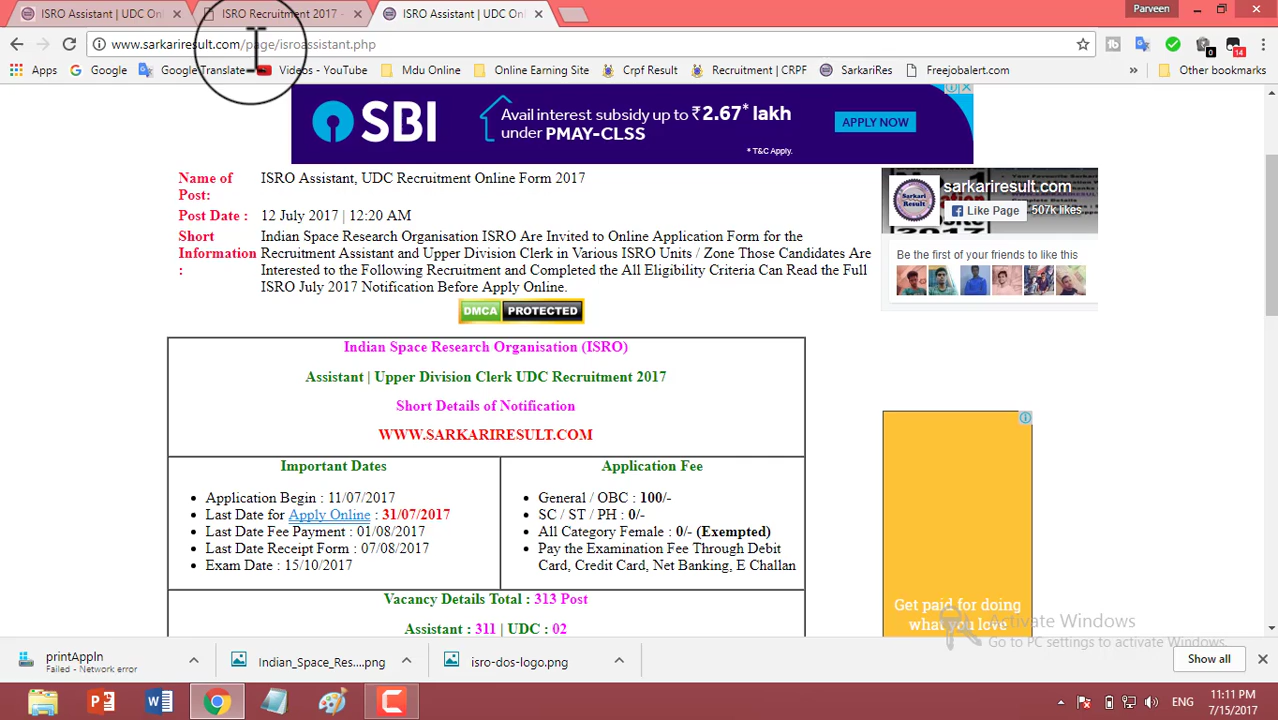 ISRO Assistant | UDC Onl
ISRO Recruitment 2017 -
ISRO Assistant | UDC Onl
Parveen
www.sarkariresult.com/page/isroassistant.php
Apps
Google
Google Translate
Videos - YouTube
Mdu Online
Online Earning Site
Crpf Result
Recruitment | CRPF
SarkariRes
Freejobalert.com
»
Other bookmarks
SBI
Avail interest subsidy up to ₹2.67* lakh
under PMAY-CLSS
APPLY NOW
*T&C Apply.
Name of Post: ISRO Assistant, UDC Recruitment Online Form 2017
Post Date : 12 July 2017 | 12:20 AM
Short Indian Space Research Organisation ISRO Are Invited to Online Application Form for the
Information Recruitment Assistant and Upper Division Clerk in Various ISRO Units / Zone Those Candidates Are
: Interested to the Following Recruitment and Completed the All Eligibility Criteria Can Read the Full
ISRO July 2017 Notification Before Apply Online.
DMCA PROTECTED
sarkariresult.com
Like Page 507k likes
Be the first of your friends to like this
Indian Space Research Organisation (ISRO)
Assistant | Upper Division Clerk UDC Recruitment 2017
Short Details of Notification
WWW.SARKARIRESULT.COM
Important Dates
• Application Begin : 11/07/2017
• Last Date for Apply Online : 31/07/2017
• Last Date Fee Payment : 01/08/2017
• Last Date Receipt Form : 07/08/2017
• Exam Date : 15/10/2017
Application Fee
• General / OBC : 100/-
• SC / ST / PH : 0/-
• All Category Female : 0/- (Exempted)
• Pay the Examination Fee Through Debit
Card, Credit Card, Net Banking, E Challan
Vacancy Details Total : 313 Post
Assistant : 311 | UDC : 02
Get paid for doing
what you love
Activate Windows
Go to PC settings to activate Windows.
printAppln
Failed - Network error
Indian_Space_Res....png
isro-dos-logo.png
Show all
ENG
11:11 PM
7/15/2017